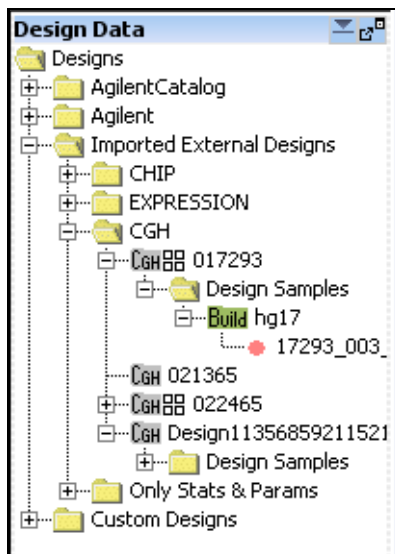 Design Data
Designs
AgilentCatalog
Agilent
Imported External Designs
CHIP
EXPRESSION
CGH
CGH 017293
Design Samples
Build hg17
17293_003_
CGH 021365
CGH 022465
CGH Design11356859211521
Design Samples
Only Stats & Params
Custom Designs